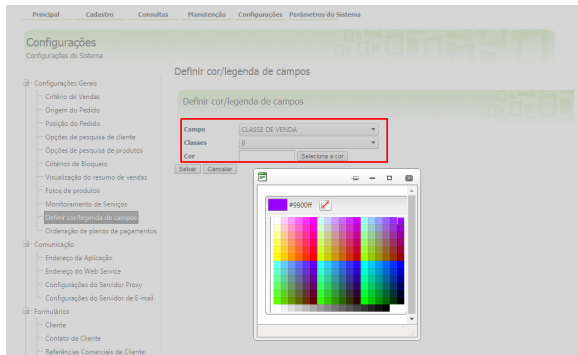 Principal Cadastro Consultas Manutenção Configurações Parâmetros do Sistema
Configurações
Configurações do Sistema
Definir cor/legenda de campos
Configurações Gerais
Critério de Vendas
Origem do Pedido
Posição do Pedido
Opções de pesquisa de cliente
Opções de pesquisa de produtos
Critérios de Bloqueio
Visualização do resumo de vendas
Fotos de produtos
Monitoramento de Serviços
Definir cor/legenda de campos
Ordenação de planos de pagamentos
Comunicação
Endereço da Aplicação
Endereço do Web Service
Configurações do Servidor Proxy
Configurações do Servidor de E-mail
Formulários
Cliente
Contato de Cliente
Referências Comerciais de Cliente
Definir cor/legenda de campos
Campo CLASSE DE VENDA
Classes B
Cor Selecione a cor
Salvar Cancelar
#9900ff